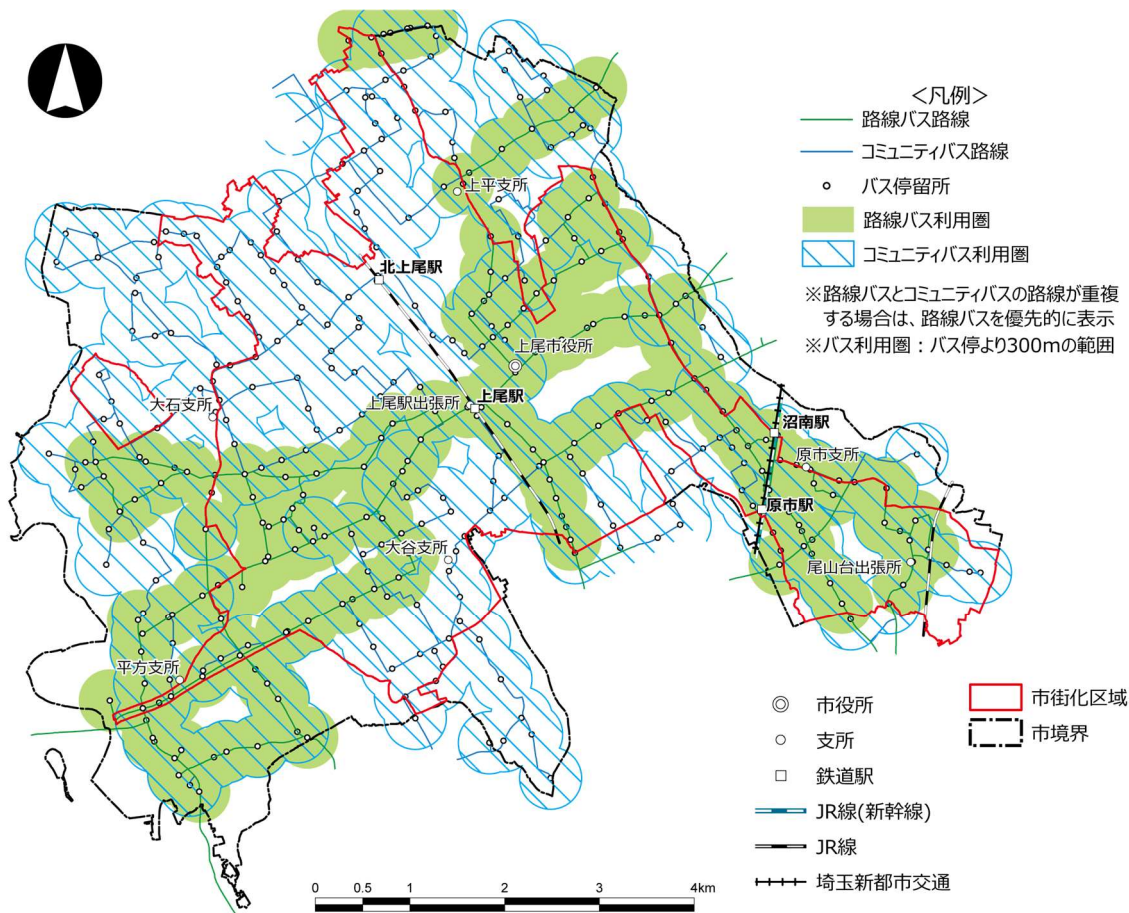 <凡例>
路線バス路線
コミュニティバス路線
バス停留所
路線バス利用圏
コミュニティバス利用圏
※路線バスとコミュニティバスの路線が重複
する場合は、路線バスを優先的に表示
※バス利用圏：バス停より300mの範囲
上平支所
北上尾駅
上尾市役所
大石支所
上尾駅出張所
上尾駅
沼南駅
原市支所
原市駅
大谷支所
尾山台出張所
平方支所
市役所
支所
鉄道駅
JR線(新幹線)
JR線
埼玉新都市交通
市街化区域
市境界
0 0.5 1 2 3 4km